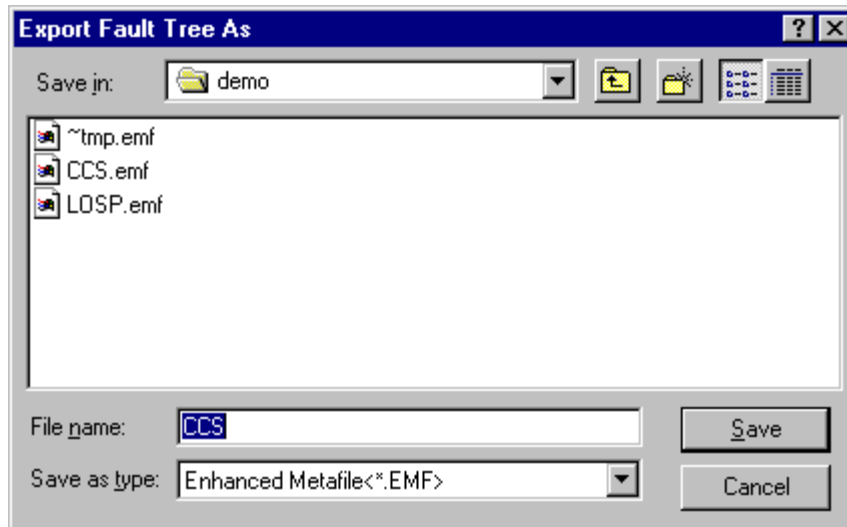 Export Fault Tree As
Save in: demo
~tmp.emf
CCS.emf
LOSP.emf
File name: CCS Save
Save as type: Enhanced Metafile<*.EMF> Cancel